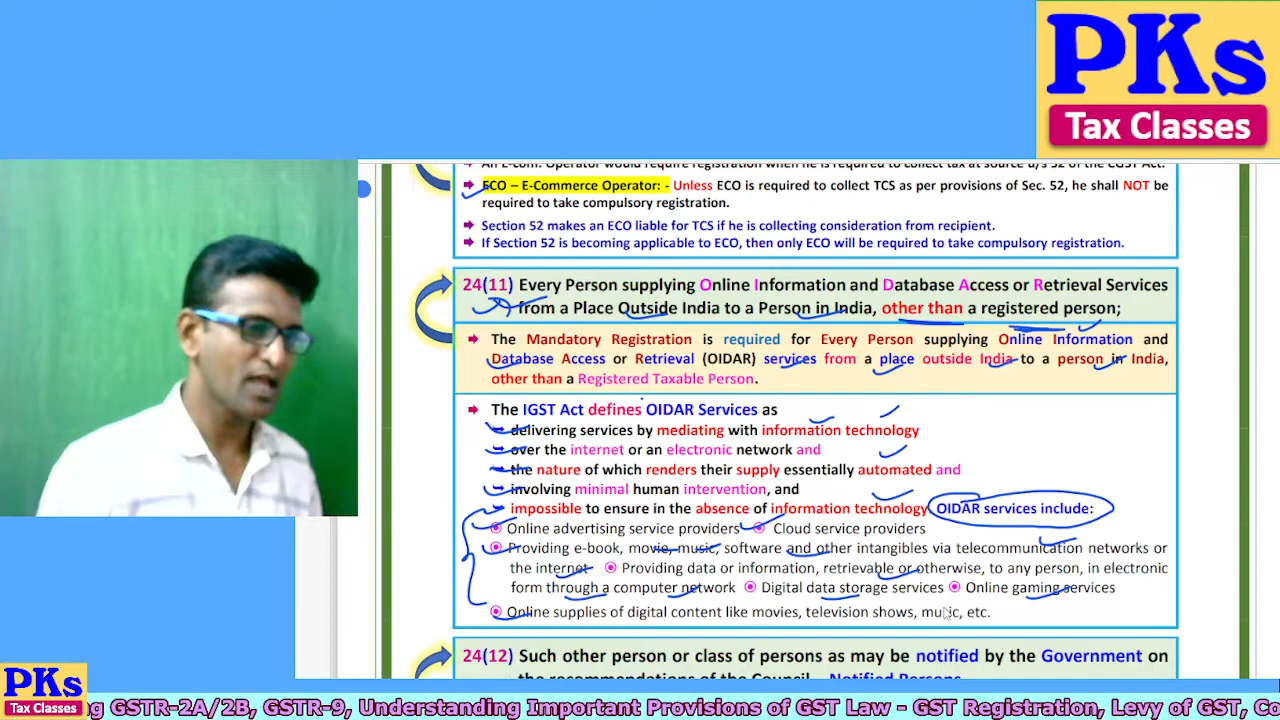 PKs
Tax Classes
An E-com. Operator would require registration when he is required to collect tax at source u/s 52 of the CGST Act.
ECO – E-Commerce Operator: - Unless ECO is required to collect TCS as per provisions of Sec. 52, he shall NOT be
required to take compulsory registration.
Section 52 makes an ECO liable for TCS if he is collecting consideration from recipient.
If Section 52 is becoming applicable to ECO, then only ECO will be required to take compulsory registration.
24(11) Every Person supplying Online Information and Database Access or Retrieval Services
from a Place Outside India to a Person in India, other than a registered person;
The Mandatory Registration is required for Every Person supplying Online Information and
Database Access or Retrieval (OIDAR) services from a place outside India to a person in India,
other than a Registered Taxable Person.
The IGST Act defines OIDAR Services as
delivering services by mediating with information technology
over the internet or an electronic network and
the nature of which renders their supply essentially automated and
involving minimal human intervention, and
impossible to ensure in the absence of information technology OIDAR services include:
Online advertising service providers Cloud service providers
Providing e-book, movie, music, software and other intangibles via telecommunication networks or
the internet Providing data or information, retrievable or otherwise, to any person, in electronic
form through a computer network Digital data storage services Online gaming services
Online supplies of digital content like movies, television shows, music, etc.
24(12) Such other person or class of persons as may be notified by the Government on
the recommendations of the Council – Notified Persons
PKs
Tax Classes
g GSTR-2A/2B, GSTR-9, Understanding Important Provisions of GST Law - GST Registration, Levy of GST, Co